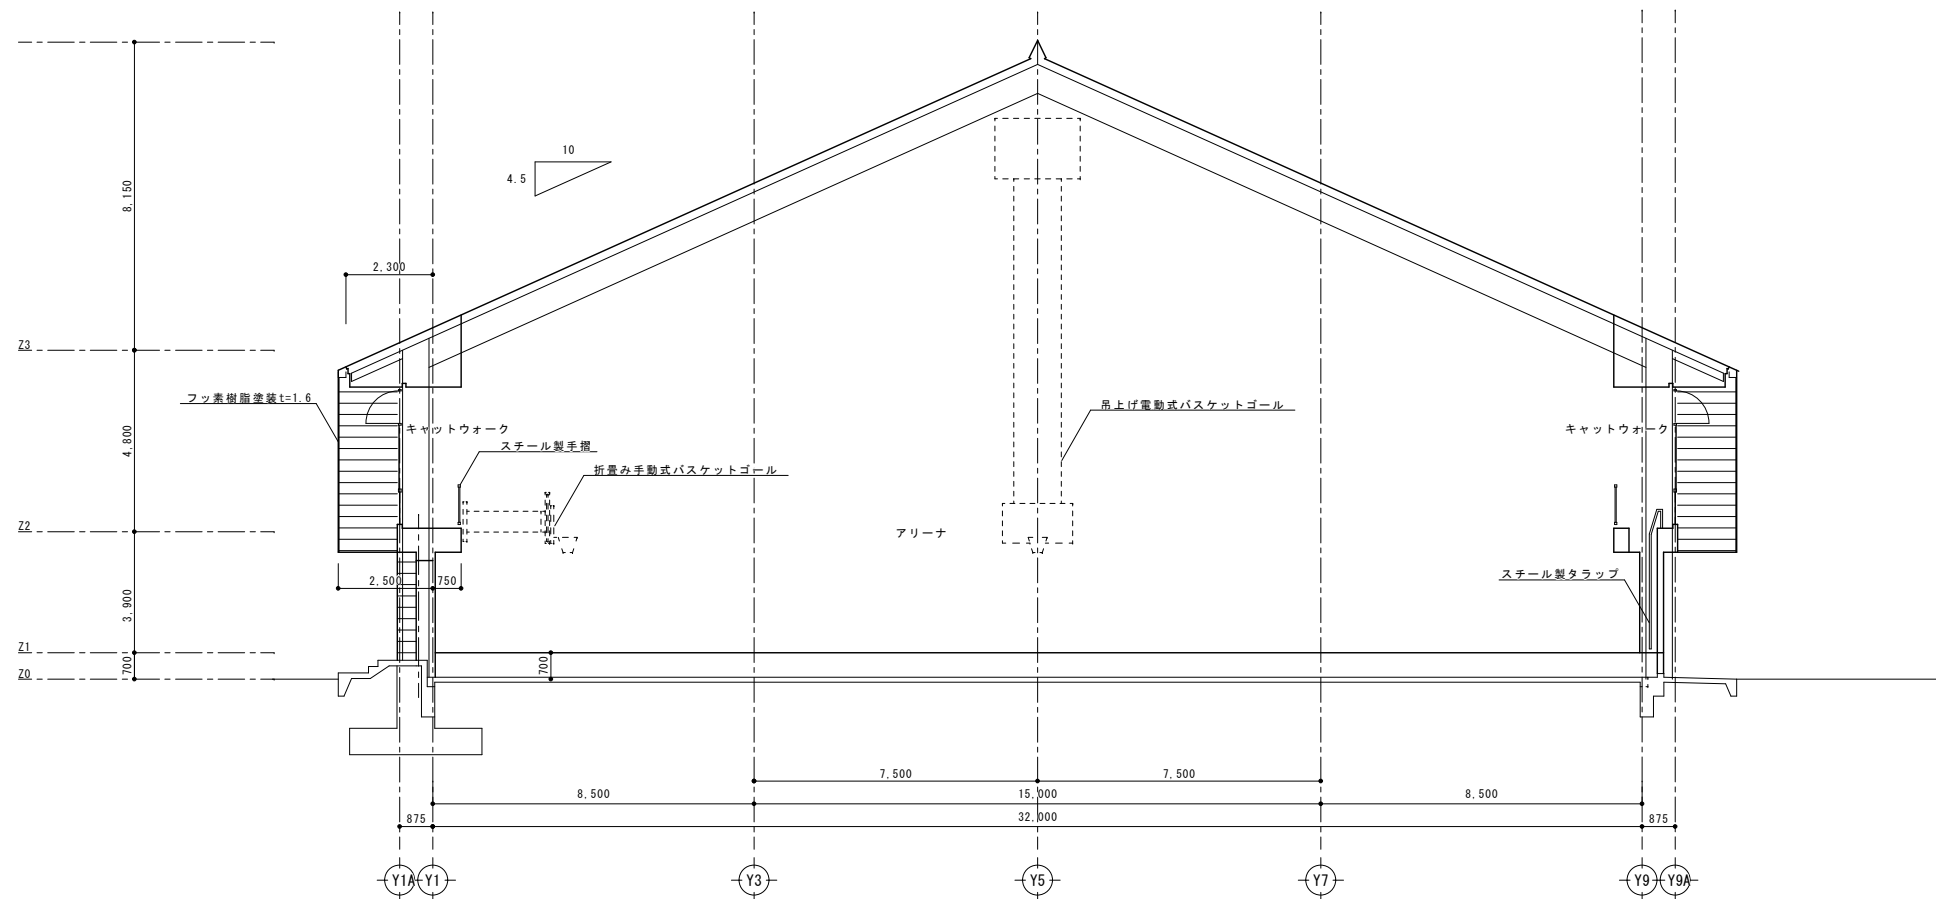 10
4.5
8,150
2,300
Z3
フッ素樹脂塗装t=1.6
吊上げ電動式バスケットゴール
キャットウォーク
キャットウォーク
4,800
スチール製手摺
折畳み手動式バスケットゴール
Z2
アリーナ
2,500
750
スチール製タラップ
3,900
Z1
700
700
Z0
7,500
7,500
8,500
15,000
8,500
875
32,000
875
Y1A
Y1
Y3
Y5
Y7
Y9
Y9A